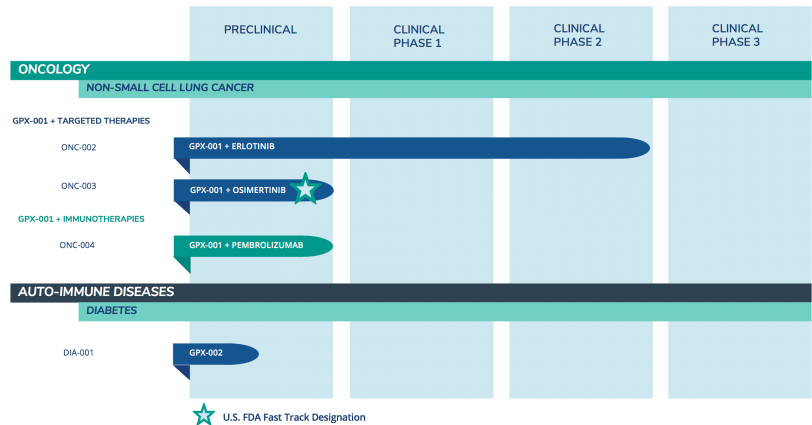 PRECLINICAL
CLINICAL
PHASE 1
CLINICAL
PHASE 2
CLINICAL
PHASE 3
ONCOLOGY
NON-SMALL CELL LUNG CANCER
GPX-001 + TARGETED THERAPIES
ONC-002
GPX-001 + ERLOTINIB
ONC-003
GPX-001 + OSIMERTINIB
GPX-001 + IMMUNOTHERAPIES
ONC-004
GPX-001 + PEMBROLIZUMAB
AUTO-IMMUNE DISEASES
DIABETES
DIA-001
GPX-002
U.S. FDA Fast Track Designation